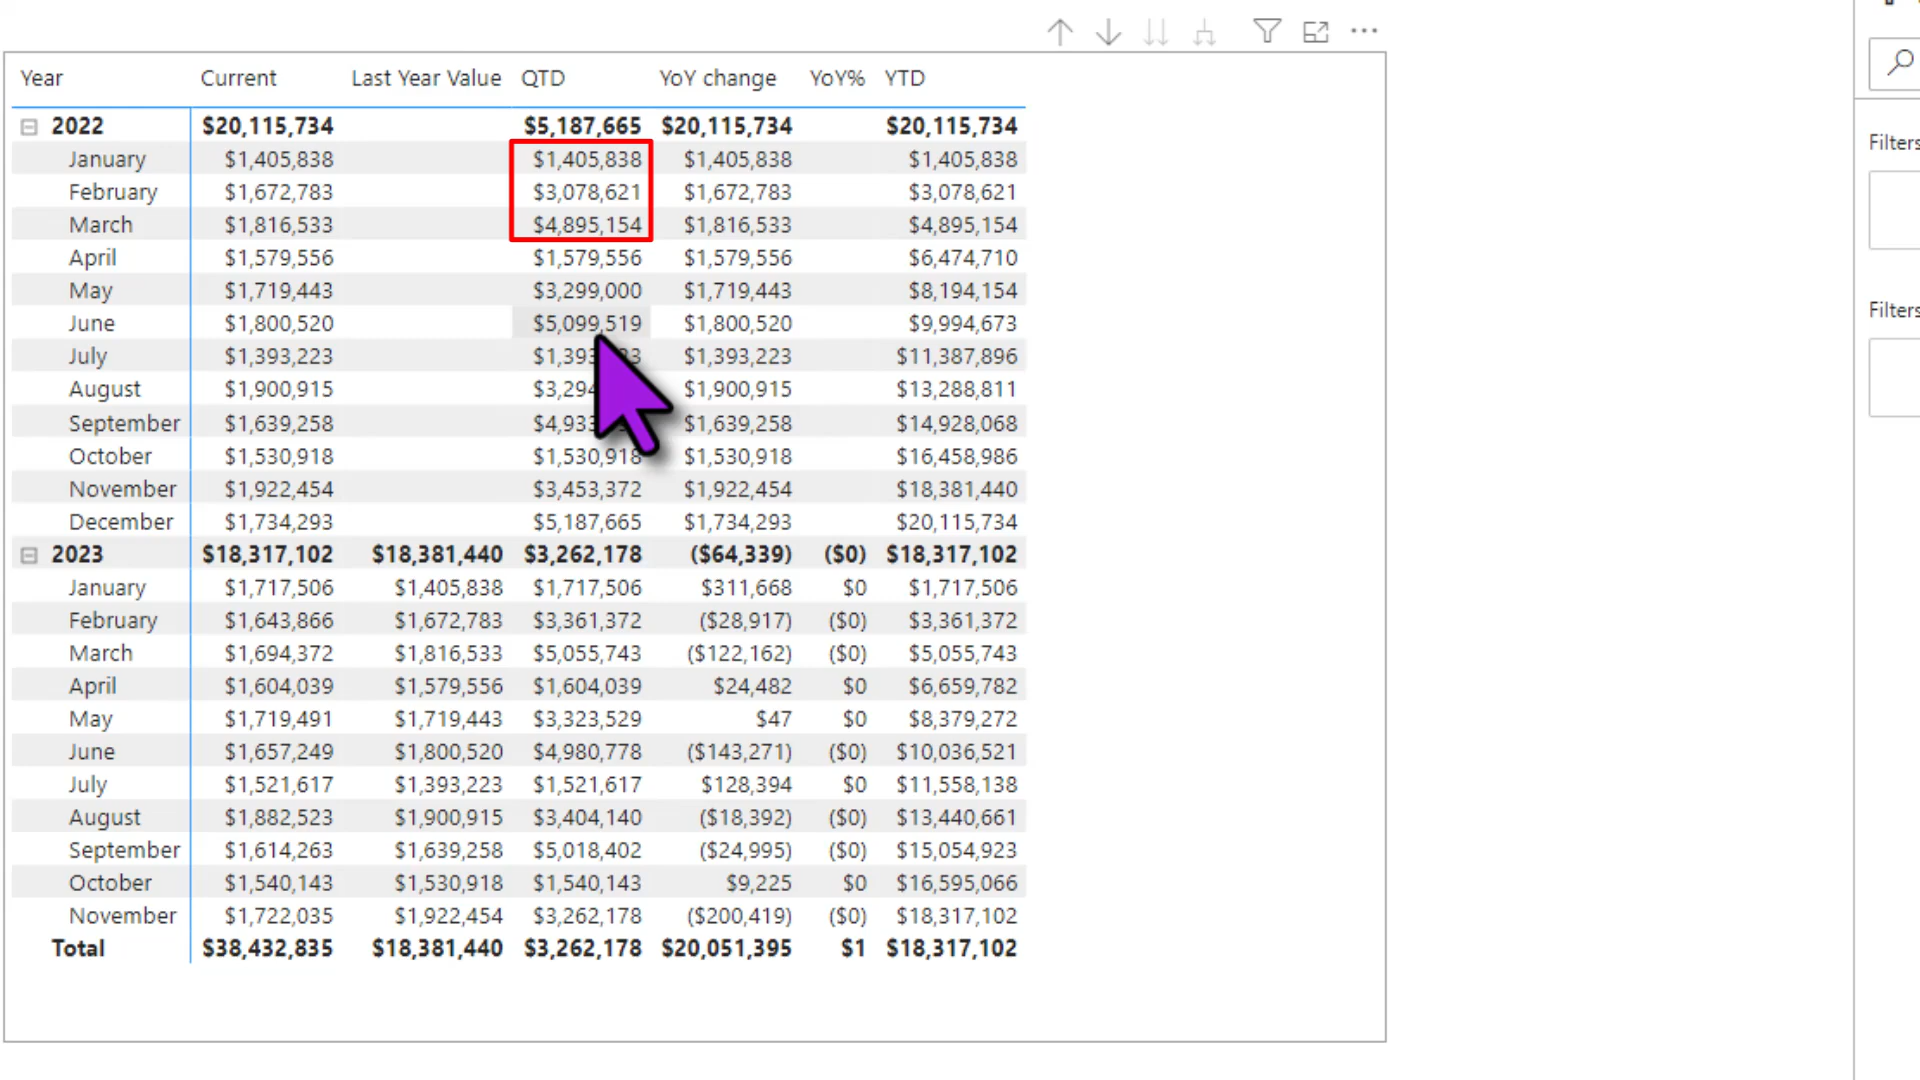 Year Current Last Year Value QTD YoY change YoY% YTD
2022 $20,115,734 $5,187,665 $20,115,734 $20,115,734
January $1,405,838 $1,405,838 $1,405,838 $1,405,838
February $1,672,783 $3,078,621 $1,672,783 $3,078,621
March $1,816,533 $4,895,154 $1,816,533 $4,895,154
April $1,579,556 $1,579,556 $1,579,556 $6,474,710
May $1,719,443 $3,299,000 $1,719,443 $8,194,154
June $1,800,520 $5,099,519 $1,800,520 $9,994,673
July $1,393,223 $1,393,223 $11,387,896
August $1,900,915 $1,900,915 $13,288,811
September $1,639,258 $1,639,258 $14,928,068
October $1,530,918 $1,530,918 $1,530,918 $16,458,986
November $1,922,454 $3,453,372 $1,922,454 $18,381,440
December $1,734,293 $5,187,665 $1,734,293 $20,115,734
2023 $18,317,102 $18,381,440 $3,262,178 ($64,339) ($0) $18,317,102
January $1,717,506 $1,405,838 $1,717,506 $311,668 $0 $1,717,506
February $1,643,866 $1,672,783 $3,361,372 ($28,917) ($0) $3,361,372
March $1,694,372 $1,816,533 $5,055,743 ($122,162) ($0) $5,055,743
April $1,604,039 $1,579,556 $1,604,039 $24,482 $0 $6,659,782
May $1,719,491 $1,719,443 $3,323,529 $47 $0 $8,379,272
June $1,657,249 $1,800,520 $4,980,778 ($143,271) ($0) $10,036,521
July $1,521,617 $1,393,223 $1,521,617 $128,394 $0 $11,558,138
August $1,882,523 $1,900,915 $3,404,140 ($18,392) ($0) $13,440,661
September $1,614,263 $1,639,258 $5,018,402 ($24,995) ($0) $15,054,923
October $1,540,143 $1,530,918 $1,540,143 $9,225 $0 $16,595,066
November $1,722,035 $1,922,454 $3,262,178 ($200,419) ($0) $18,317,102
Total $38,432,835 $18,381,440 $3,262,178 $20,051,395 $1 $18,317,102
Filters
Filters